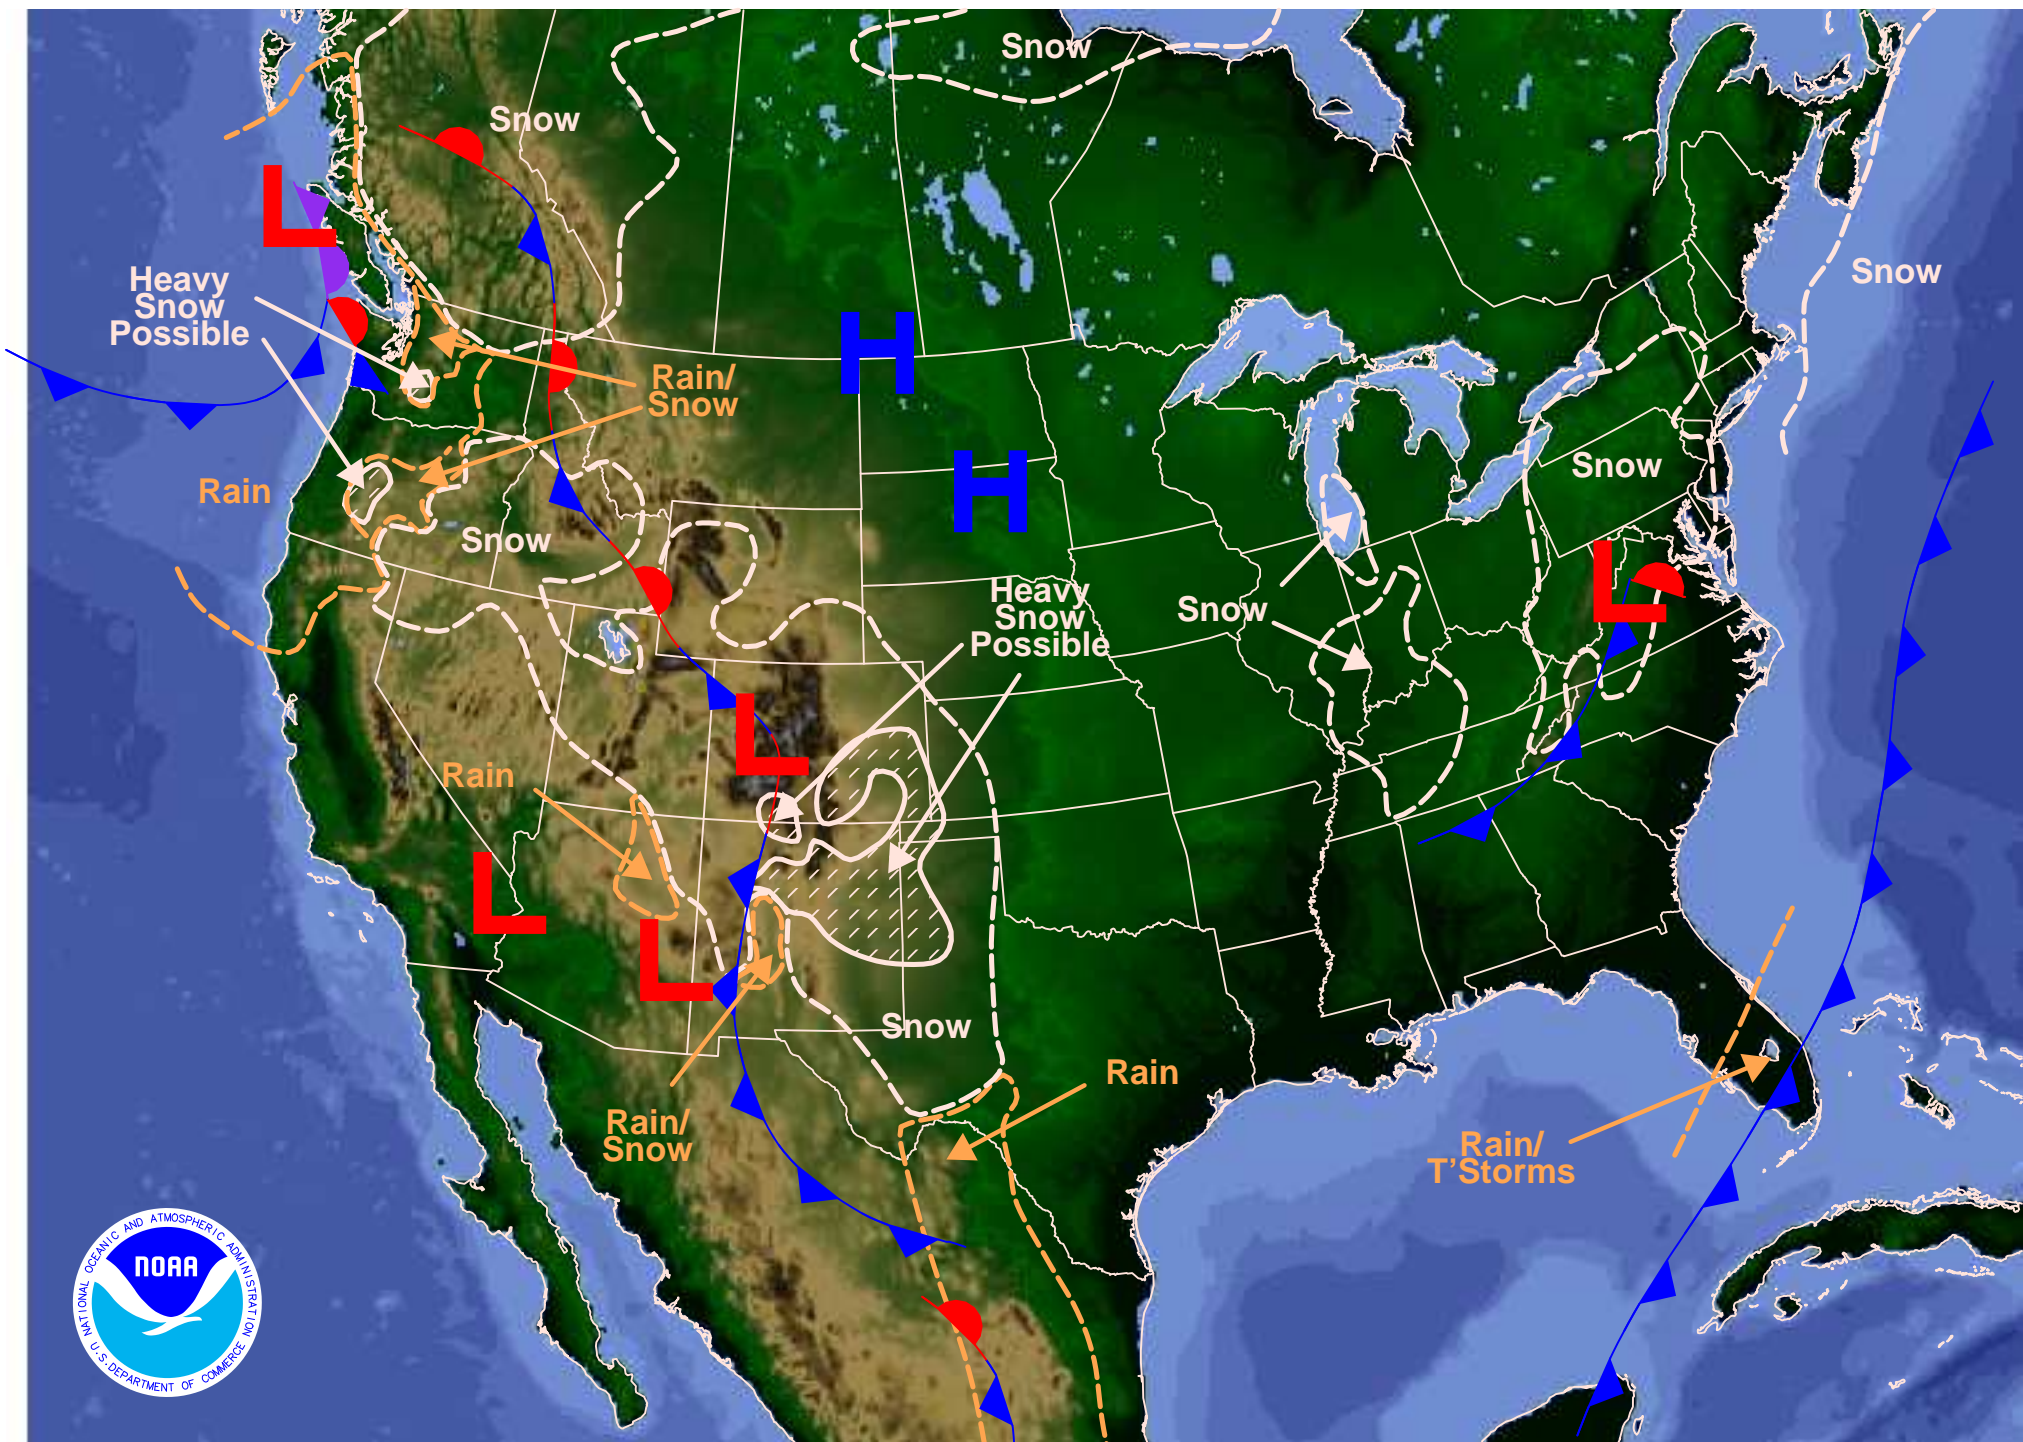 Snow
Snow
Heavy
Snow
Possible
Snow
L
H
Rain/
Snow
Snow
Rain
H
Snow
L
Heavy
Snow
Possible
Snow
L
Rain
L
L
Snow
Rain
Rain/
Snow
Rain/
T'Storms
NOAA
NATIONAL OCEANIC AND ATMOSPHERIC ADMINISTRATION
U.S. DEPARTMENT OF COMMERCE